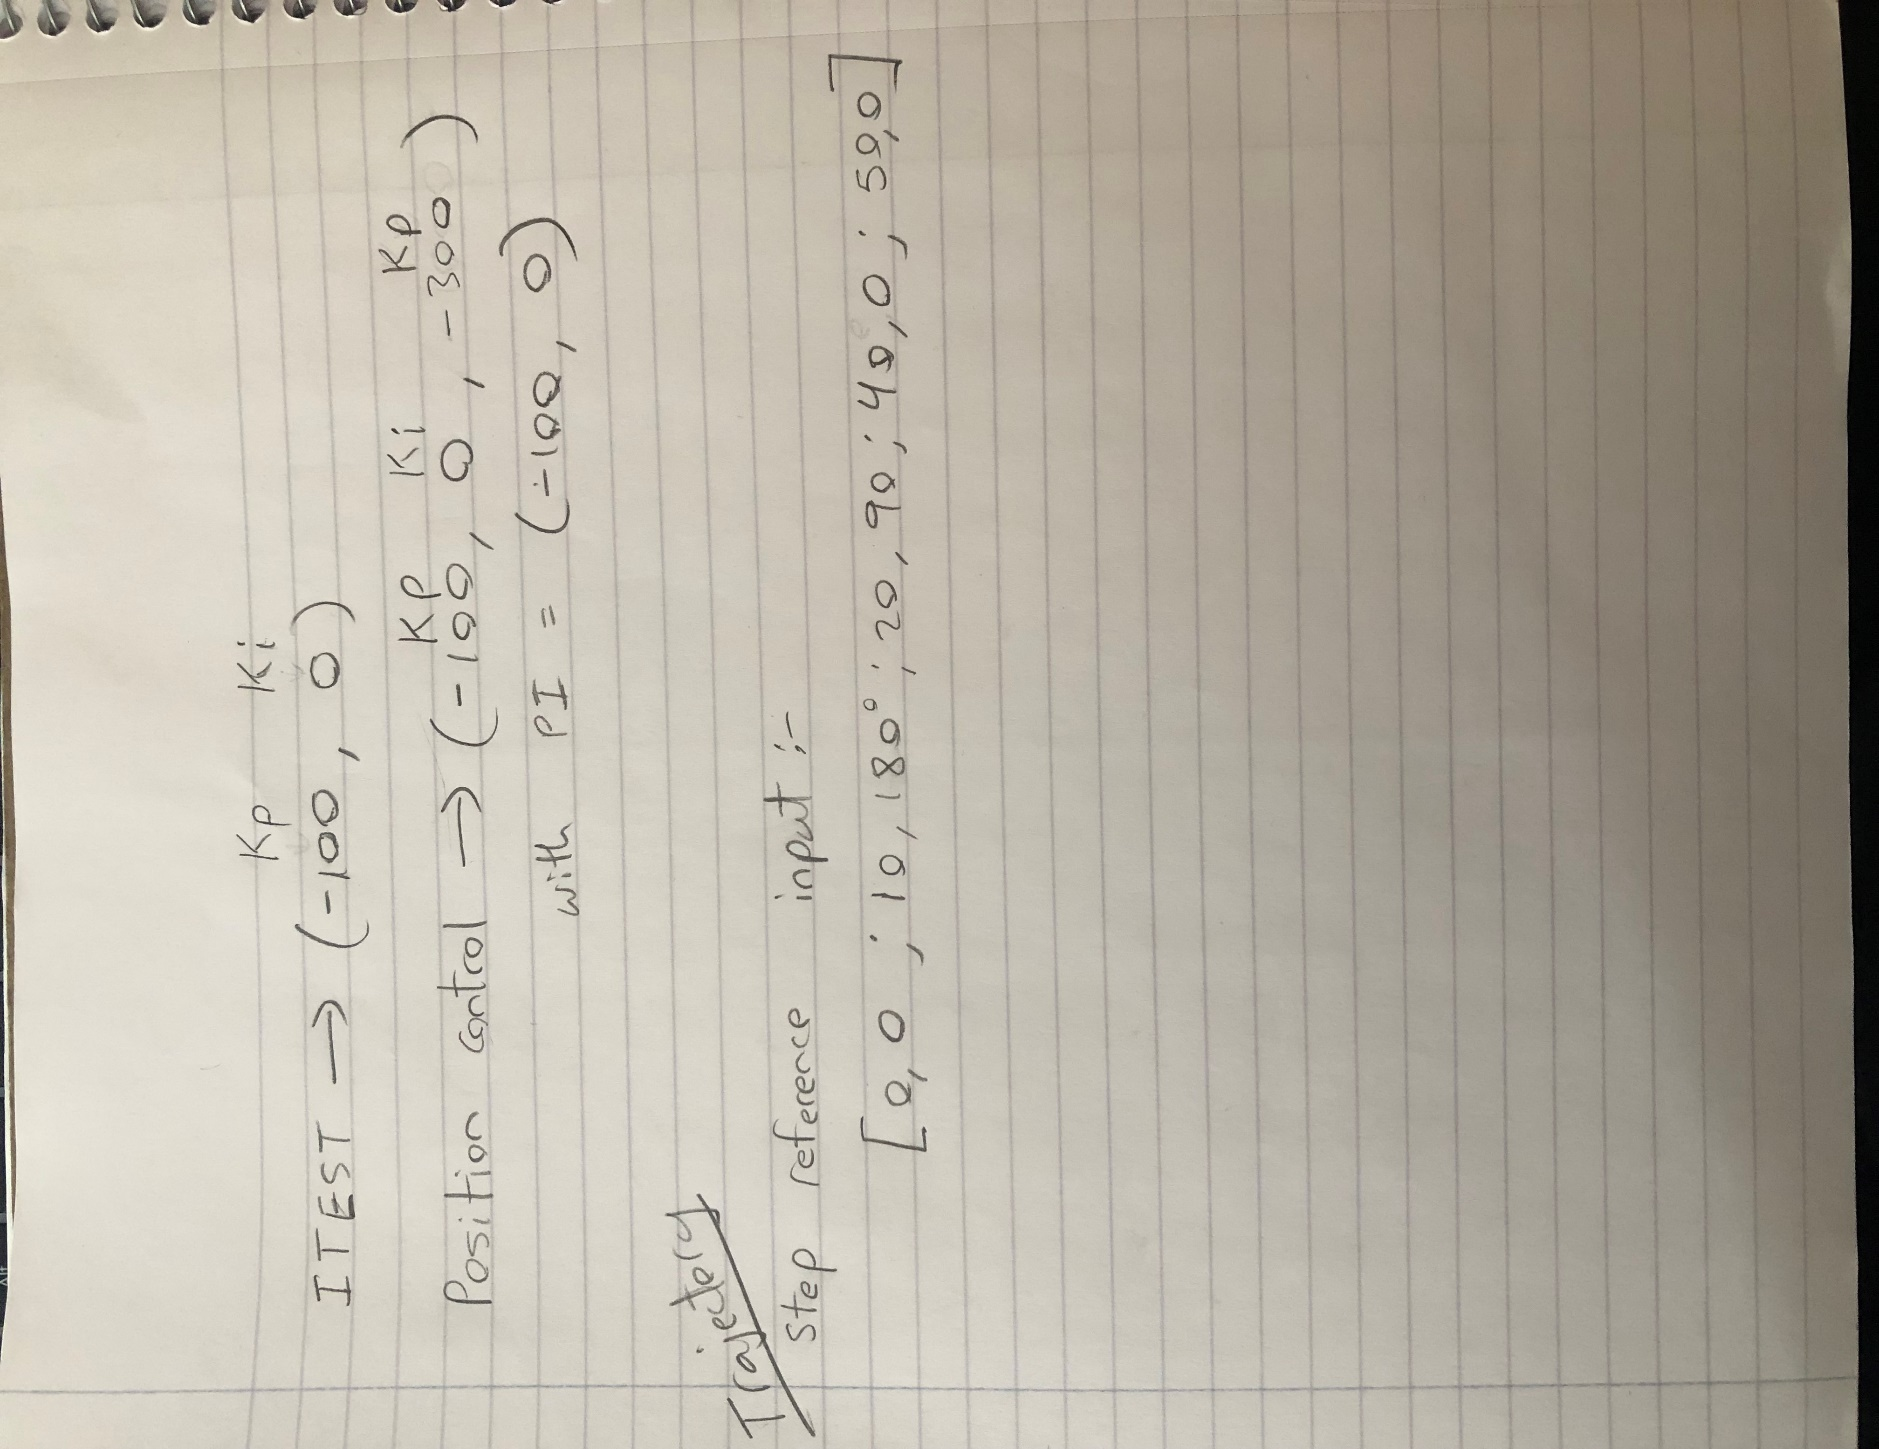 Kp Ki
ITEST → (-100, 0)
Kp Ki Kp
Position control → (-100, 0, -300)
with PI = (-100, 0)
Trajectory
Step reference input :-
[0,0 ; 10,180° ; 20,90; 40,0; 50,0]